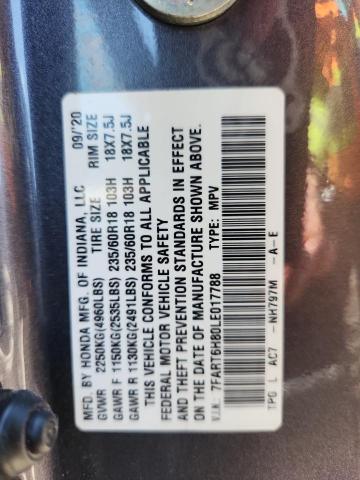 MFD. BY HONDA MFG. OF INDIANA, LLC 09/'20
TIRE SIZE RIM SIZE
GVWR 2250KG(4960LBS)
GAWR F 1150KG(2535LBS) 235/60R18 103H 18X7.5J
GAWR R 1130KG(2491LBS) 235/60R18 103H 18X7.5J
THIS VEHICLE CONFORMS TO ALL APPLICABLE
FEDERAL MOTOR VEHICLE SAFETY
AND THEFT PREVENTION STANDARDS IN EFFECT
ON THE DATE OF MANUFACTURE SHOWN ABOVE.
V.I.N.: 7FART6H80LE017788 TYPE: MPV
TPG L AC7 NH797M -A-E